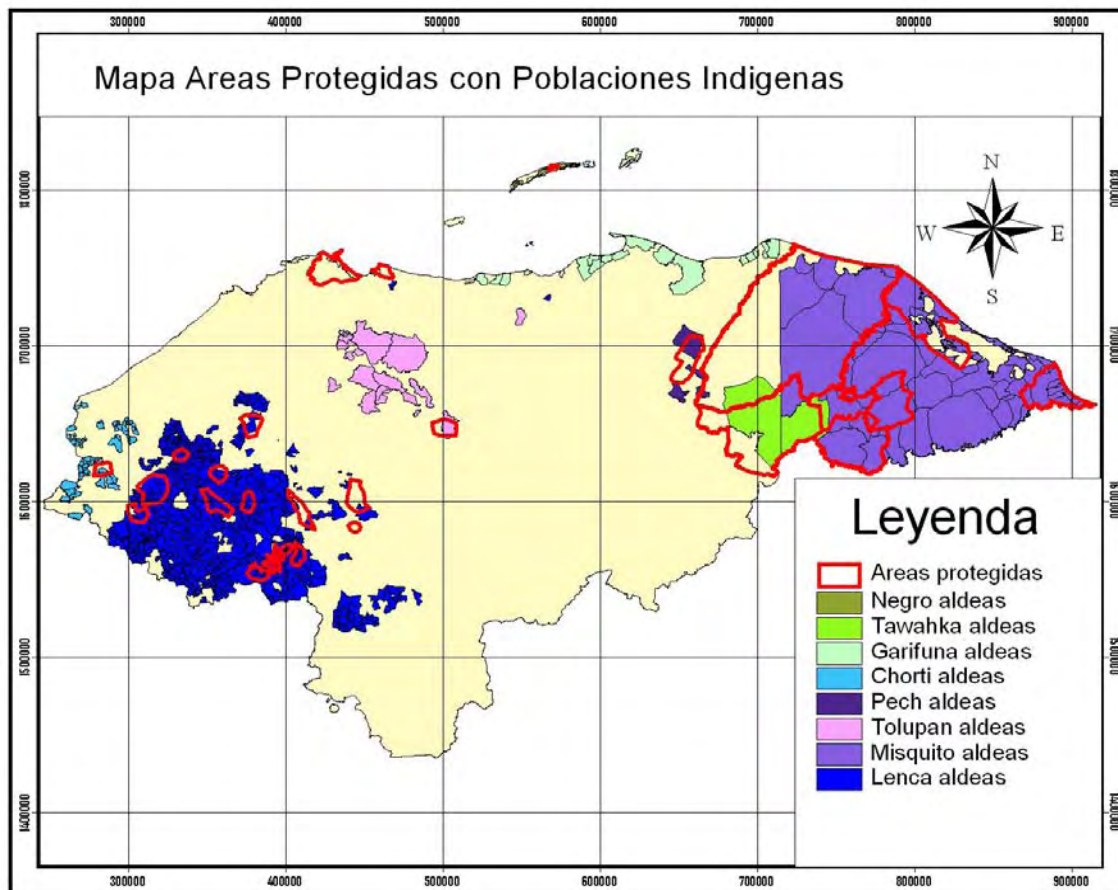 300000 400000 500000 600000 700000 800000 900000
Mapa Areas Protegidas con Poblaciones Indigenas
N
W E
S
1700000
1600000
1500000
1400000
Leyenda
Areas protegidas
Negro aldeas
Tawahka aldeas
Garifuna aldeas
Chorti aldeas
Pech aldeas
Tolupan aldeas
Misquito aldeas
Lenca aldeas
300000 400000 500000 600000 700000 800000 900000